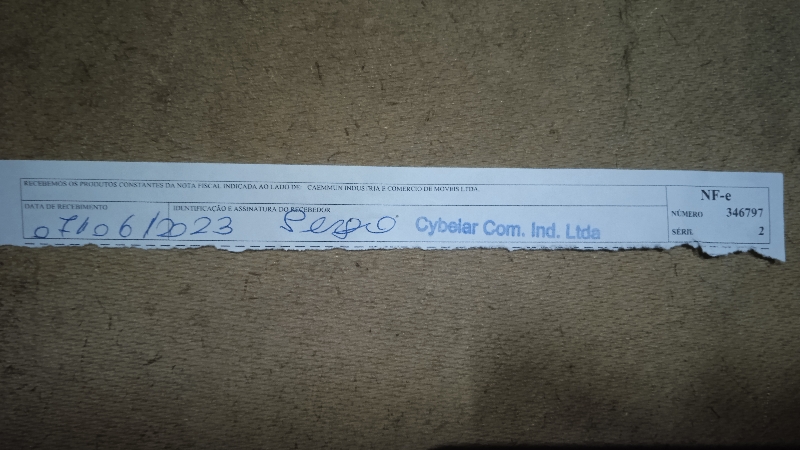 RECEBEMOS OS PRODUTOS CONSTANTES DA NOTA FISCAL INDICADA AO LADO DE: CAEMMUN INDUSTRIA E COMERCIO DE MOVEIS LTDA.
NF-e
NÚMERO 346797
SÉRIE 2
DATA DE RECEBIMENTO
IDENTIFICAÇÃO E ASSINATURA DO RECEBEDOR
07/06/2023
Cybelar Com. Ind. Ltda